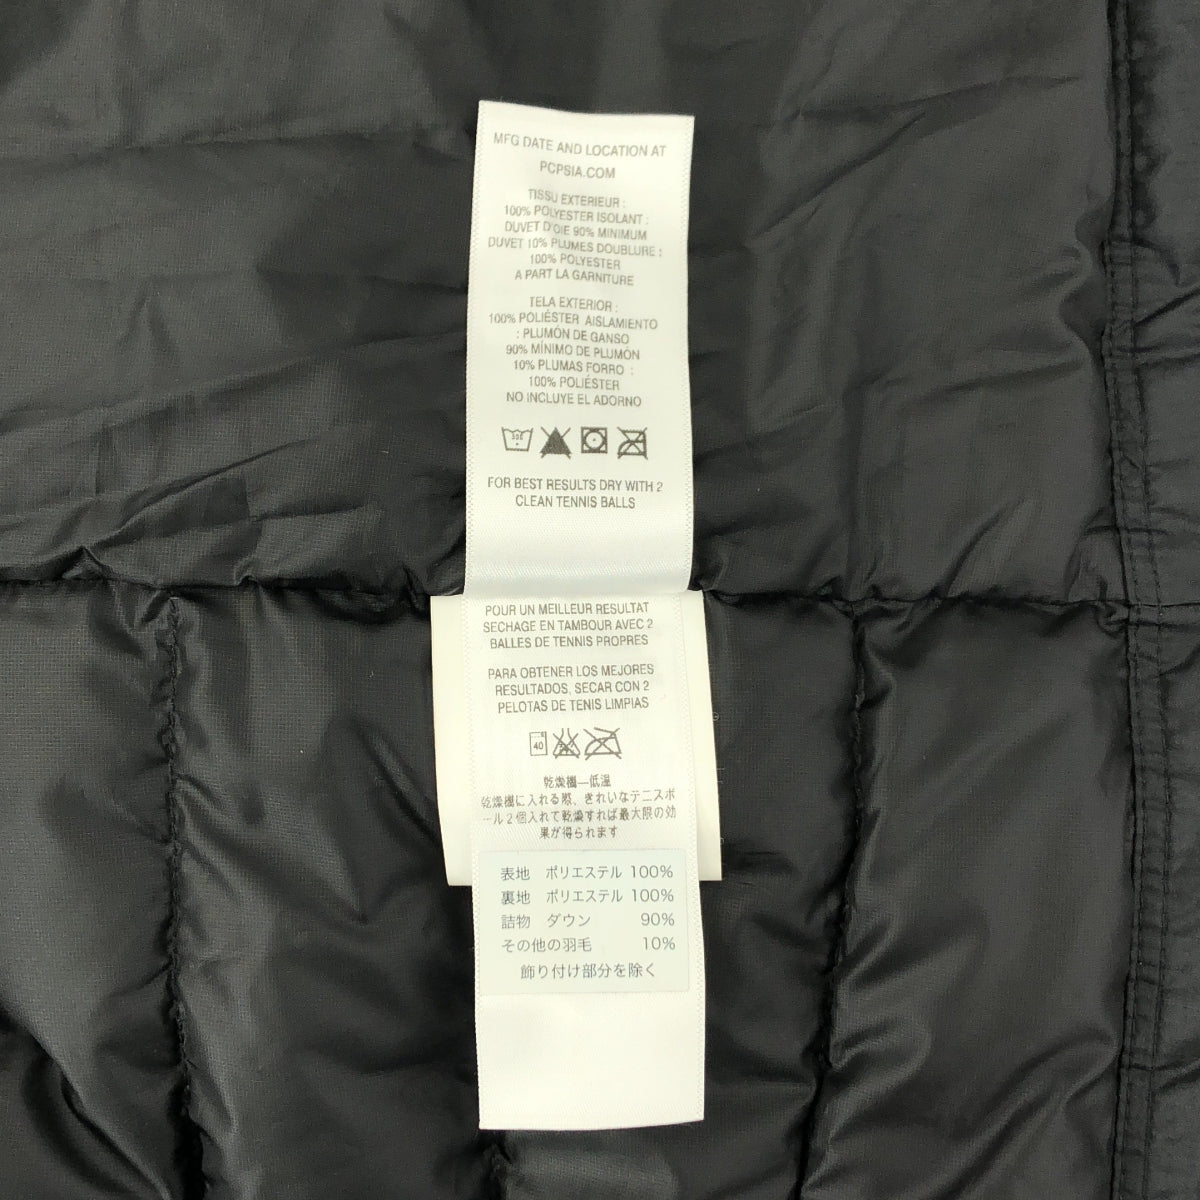 MFG DATE AND LOCATION AT
PCPSIA.COM
TISSU EXTERIEUR :
100% POLYESTER ISOLANT :
DUVET D'OIE 90% MINIMUM
DUVET 10% PLUMES DOUBLURE :
100% POLYESTER
A PART LA GARNITURE
TELA EXTERIOR :
100% POLIÉSTER AISLAMIENTO
: PLUMÓN DE GANSO
90% MÍNIMO DE PLUMÓN
10% PLUMAS FORRO :
100% POLIÉSTER
NO INCLUYE EL ADORNO
FOR BEST RESULTS DRY WITH 2
CLEAN TENNIS BALLS
POUR UN MEILLEUR RESULTAT
SECHAGE EN TAMBOUR AVEC 2
BALLES DE TENNIS PROPRES
PARA OBTENER LOS MEJORES
RESULTADOS, SECAR CON 2
PELOTAS DE TENIS LIMPIAS
40
乾燥機—低温
乾燥機に入れる際、きれいなテニスボ
ール2個入れて乾燥すれば最大限の効
果が得られます
表地 ポリエステル 100%
裏地 ポリエステル 100%
詰物 ダウン 90%
その他の羽毛 10%
飾り付け部分を除く